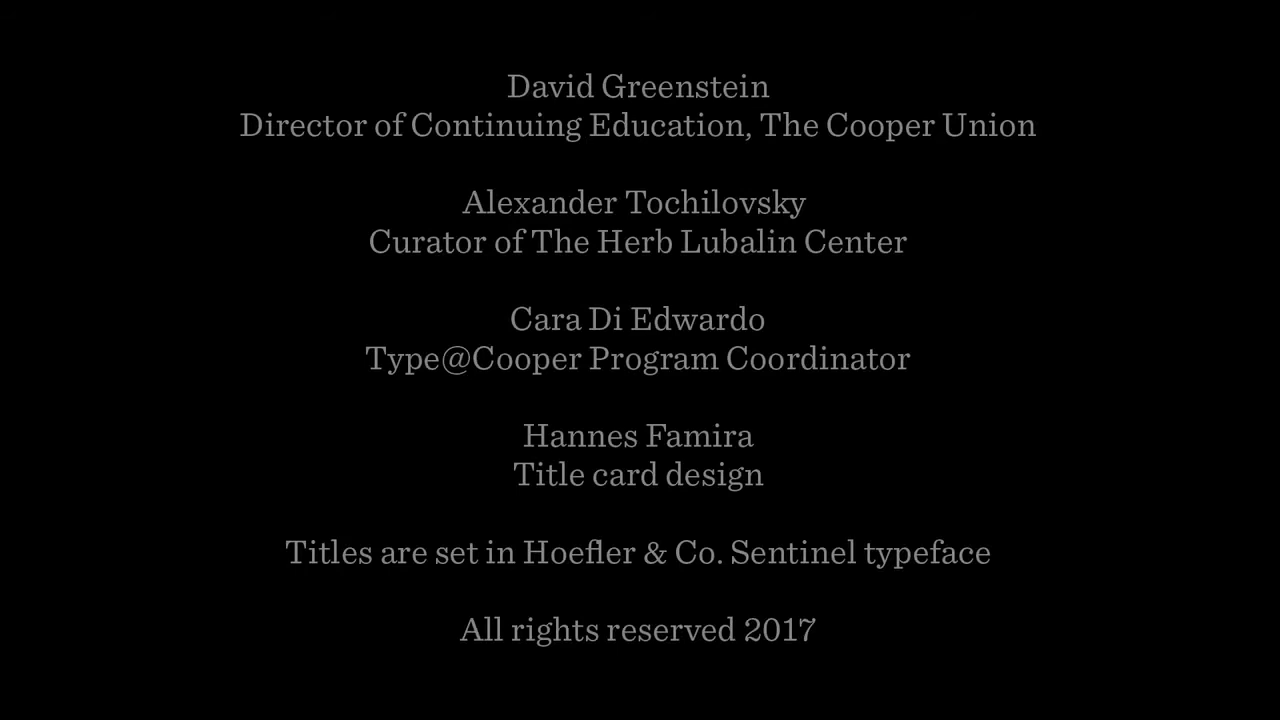 David Greenstein
Director of Continuing Education, The Cooper Union
Alexander Tochilovsky
Curator of The Herb Lubalin Center
Cara Di Edwardo
Type@Cooper Program Coordinator
Hannes Famira
Title card design
Titles are set in Hoefler & Co. Sentinel typeface
All rights reserved 2017